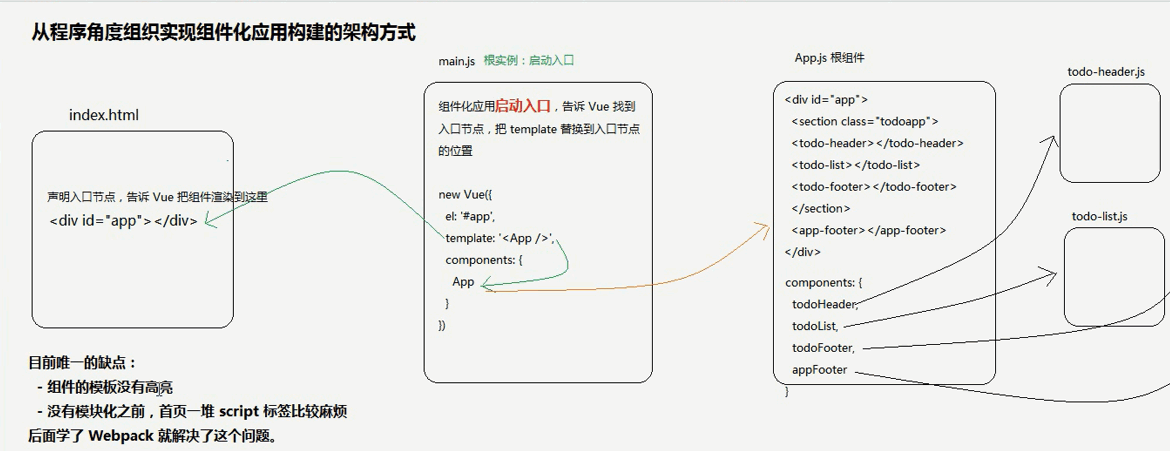 从程序角度组织实现组件化应用构建的架构方式
index.html
声明入口节点，告诉 Vue 把组件渲染到这里
<div id="app"></div>
main.js 根实例：启动入口
组件化应用启动入口，告诉 Vue 找到
入口节点，把 template 替换到入口节点
的位置
new Vue({
el: '#app',
template: '<App />',
components: {
App
}
})
App.js 根组件
<div id="app">
<section class="todoapp">
<todo-header></todo-header>
<todo-list></todo-list>
<todo-footer></todo-footer>
</section>
<app-footer></app-footer>
</div>
components: {
todoHeader,
todoList,
todoFooter,
appFooter
}
todo-header.js
todo-list.js
目前唯一的缺点：
- 组件的模板没有高亮
- 没有模块化之前，首页一堆 script 标签比较麻烦
后面学了 Webpack 就解决了这个问题。